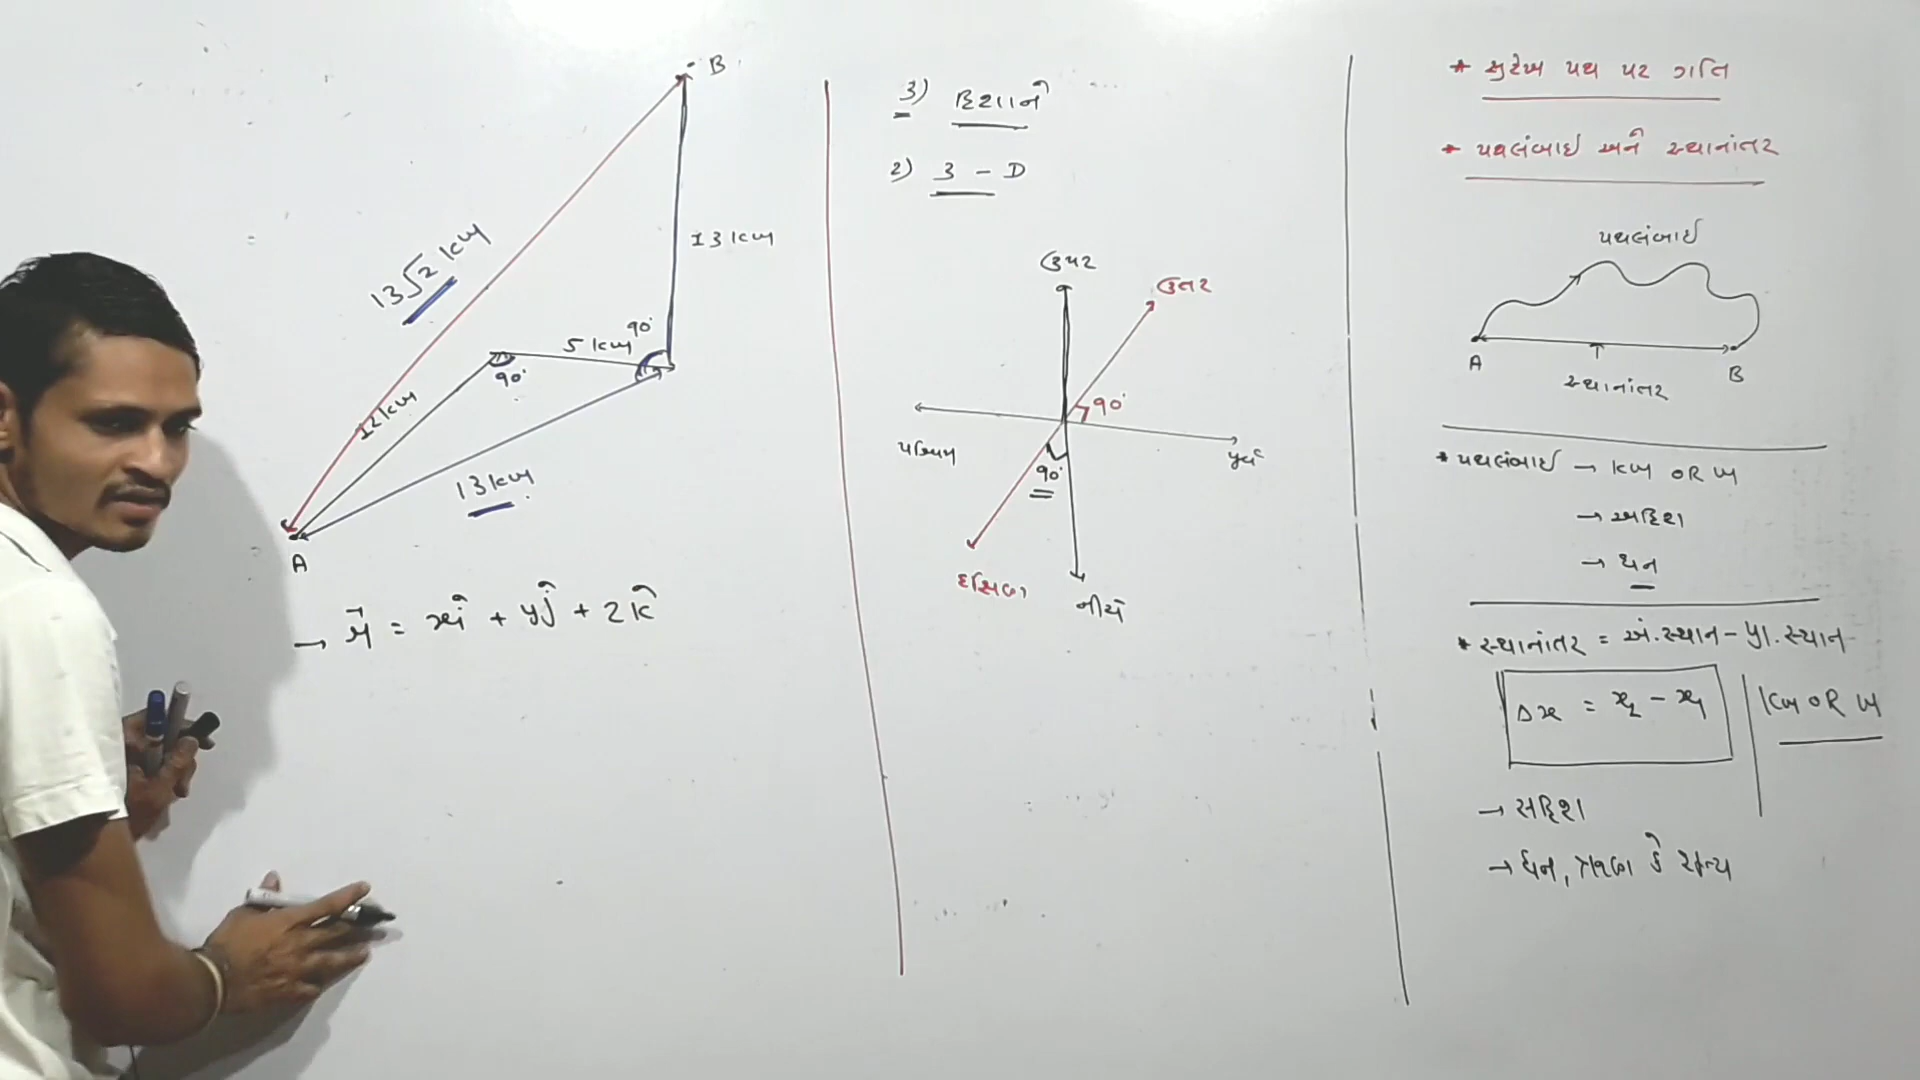 B
13√2 km
13 km
90°
5 km
90°
12 km
13 km
A
→ r⃗ = xî + yĵ + zk̂
3) દિશાને
2) 3 - D
ઉપર
ઉત્તર
90°
પશ્ચિમ
પૂર્વ
90°
દક્ષિણ
નીચે
* સુરેખ પથ પર ગતિ
* પથલંબાઈ અને સ્થાનાંતર
પથલંબાઈ
A
B
સ્થાનાંતર
* પથલંબાઈ → km OR m
→ અદિશ
→ ધન
* સ્થાનાંતર = અં.સ્થાન - પ્રા.સ્થાન
Δx = x₂ - x₁
km OR m
→ સદિશ
→ ધન, ઋણ કે શૂન્ય